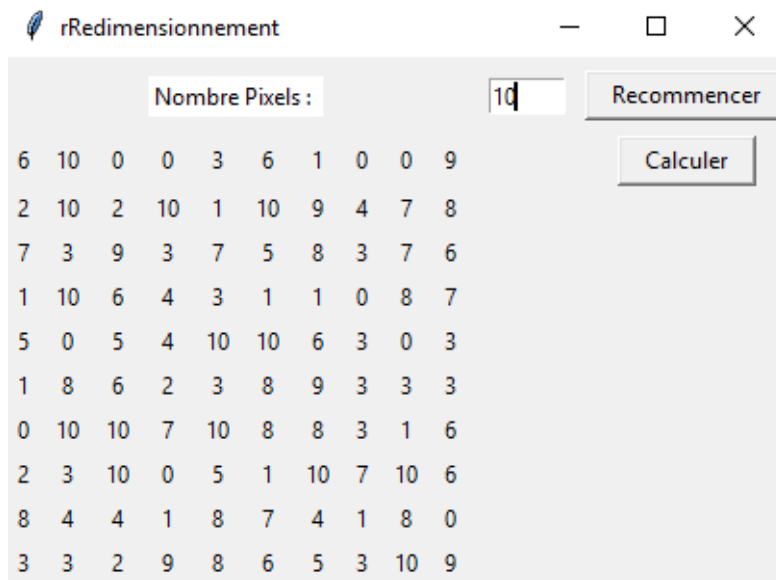 rRedimensionnement
Nombre Pixels : 10 Recommencer
6 10 0 0 3 6 1 0 0 9 Calculer
2 10 2 10 1 10 9 4 7 8
7 3 9 3 7 5 8 3 7 6
1 10 6 4 3 1 1 0 8 7
5 0 5 4 10 10 6 3 0 3
1 8 6 2 3 8 9 3 3 3
0 10 10 7 10 8 8 3 1 6
2 3 10 0 5 1 10 7 10 6
8 4 4 1 8 7 4 1 8 0
3 3 2 9 8 6 5 3 10 9